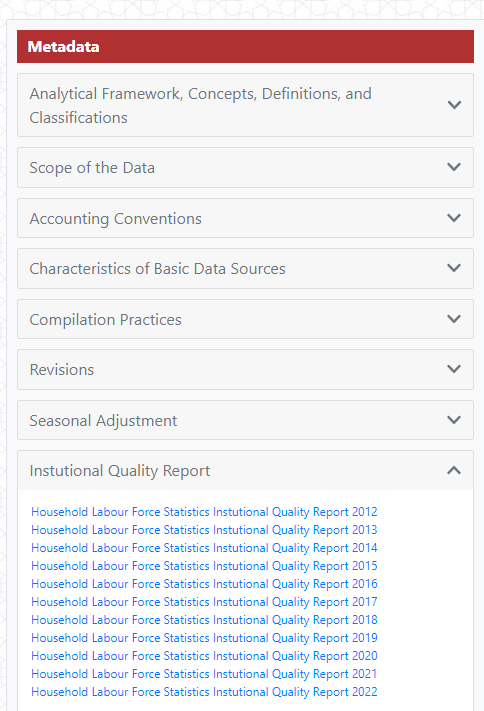 Metadata
Analytical Framework, Concepts, Definitions, and
Classifications
Scope of the Data
Accounting Conventions
Characteristics of Basic Data Sources
Compilation Practices
Revisions
Seasonal Adjustment
Instutional Quality Report
Household Labour Force Statistics Instutional Quality Report 2012
Household Labour Force Statistics Instutional Quality Report 2013
Household Labour Force Statistics Instutional Quality Report 2014
Household Labour Force Statistics Instutional Quality Report 2015
Household Labour Force Statistics Instutional Quality Report 2016
Household Labour Force Statistics Instutional Quality Report 2017
Household Labour Force Statistics Instutional Quality Report 2018
Household Labour Force Statistics Instutional Quality Report 2019
Household Labour Force Statistics Instutional Quality Report 2020
Household Labour Force Statistics Instutional Quality Report 2021
Household Labour Force Statistics Instutional Quality Report 2022